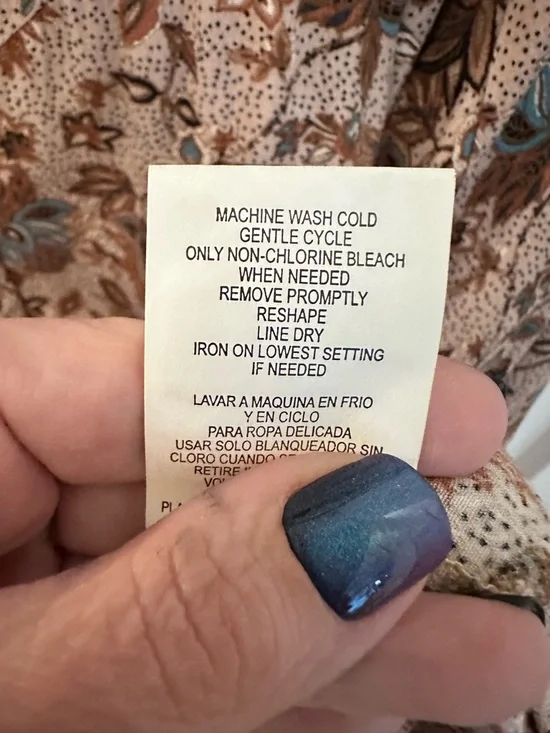 MACHINE WASH COLD
GENTLE CYCLE
ONLY NON-CHLORINE BLEACH
WHEN NEEDED
REMOVE PROMPTLY
RESHAPE
LINE DRY
IRON ON LOWEST SETTING
IF NEEDED
LAVAR A MAQUINA EN FRIO
Y EN CICLO
PARA ROPA DELICADA
USAR SOLO BLANQUEADOR SIN
CLORO CUANDO
RETIRE